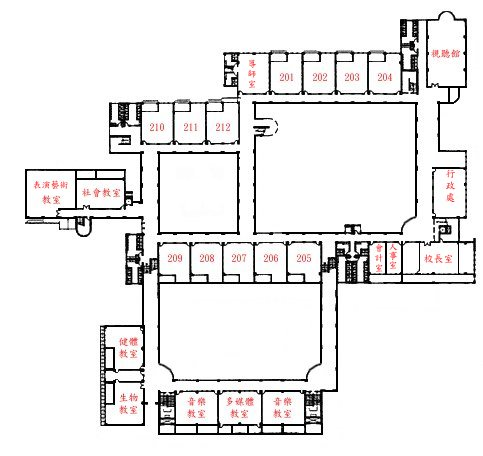 視聽館
導師室
201
202
203
204
210
211
212
表演藝術
教室
社會教室
行政處
209
208
207
206
205
會計室
人事室
校長室
健體
教室
生物
教室
音樂
教室
多媒體
教室
音樂
教室